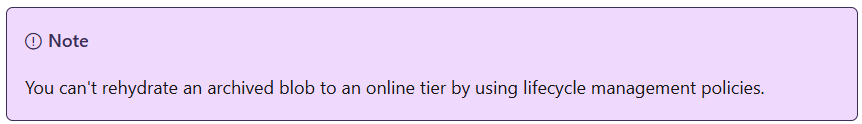 Note
You can't rehydrate an archived blob to an online tier by using lifecycle management policies.